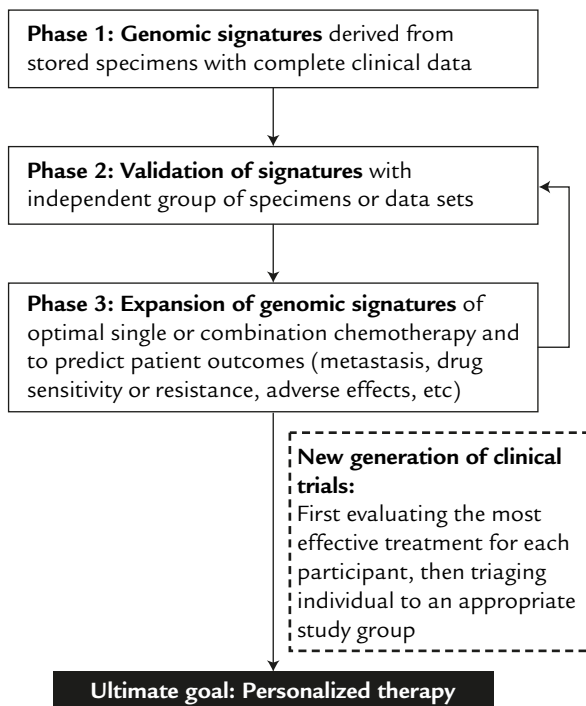 Phase 1: Genomic signatures derived from
stored specimens with complete clinical data
Phase 2: Validation of signatures with
independent group of specimens or data sets
Phase 3: Expansion of genomic signatures of
optimal single or combination chemotherapy and
to predict patient outcomes (metastasis, drug
sensitivity or resistance, adverse effects, etc)
New generation of clinical
trials:
First evaluating the most
effective treatment for each
participant, then triaging
individual to an appropriate
study group
Ultimate goal: Personalized therapy